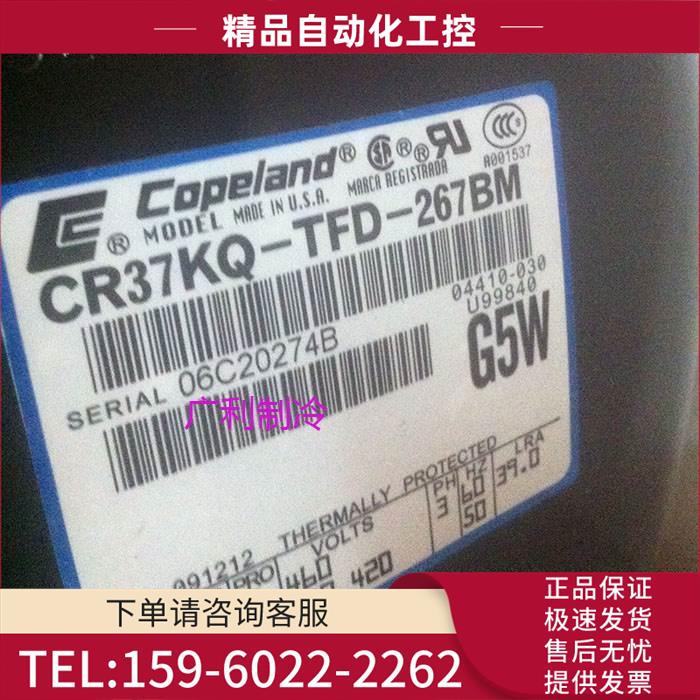 精品自动化工控
Copeland® ® ®
A001537
® MODEL MADE IN U.S.A. MARCA REGISTRADA
CR37KQ-TFD-267BM
04410-030
U99840
G5W
SERIAL 06C20274B
广利制冷
091212 THERMALLY PROTECTED
VOLTS PH HZ LRA
460 3 60 39.0
420 50
下单请咨询客服
TEL:159-6022-2262
正品保证
极速发货
售后无忧
提供发票